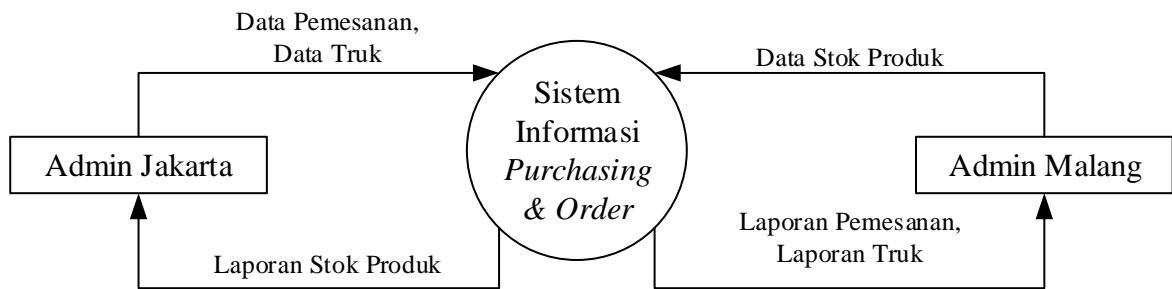 Data Pemesanan,
Data Truk
Data Stok Produk
Sistem
Informasi
Purchasing
& Order
Admin Jakarta
Admin Malang
Laporan Stok Produk
Laporan Pemesanan,
Laporan Truk